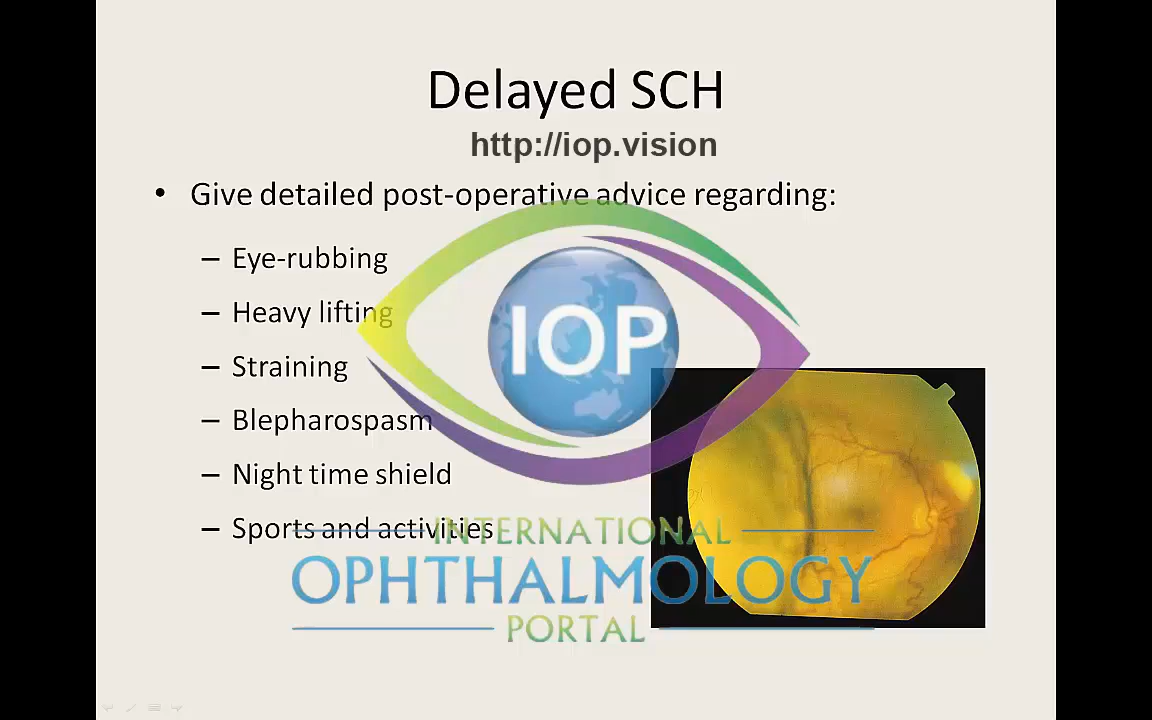 Delayed SCH
http://iop.vision
• Give detailed post-operative advice regarding:
– Eye-rubbing
– Heavy lifting
– Straining
– Blepharospasm
– Night time shield
– Sports and activities
IOP
INTERNATIONAL
OPHTHALMOLOGY
PORTAL